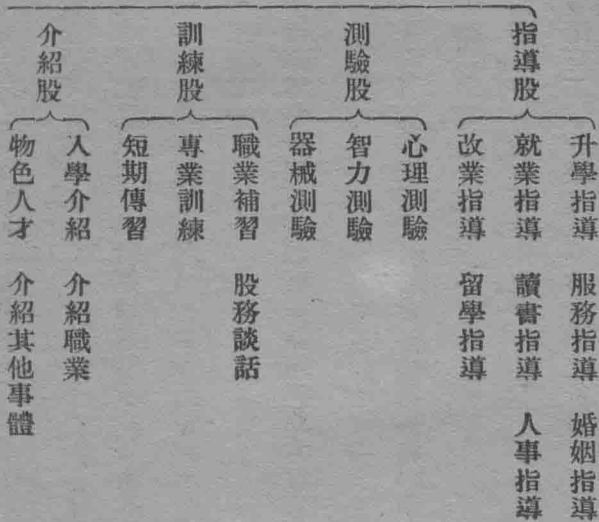 指導股
升學指導 服務指導 婚姻指導
就業指導 讀書指導 人事指導
改業指導 留學指導
測驗股
心理測驗
智力測驗
器械測驗
訓練股
職業補習 股務談話
專業訓練
短期傳習
介紹股
入學介紹 介紹職業
物色人才 介紹其他事體